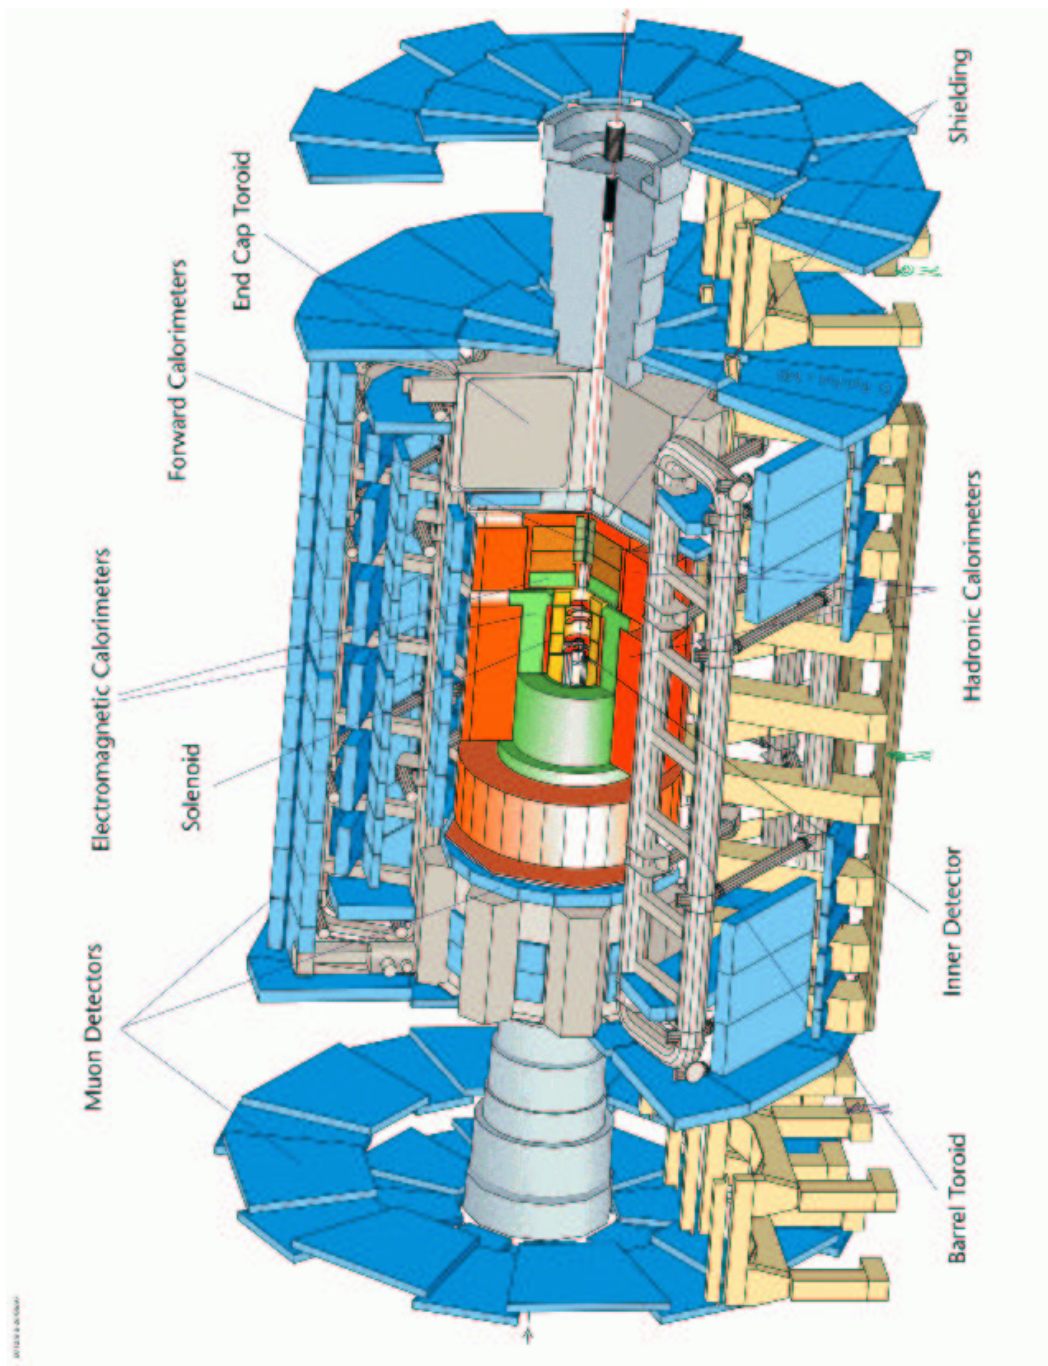 Muon Detectors
Electromagnetic Calorimeters
Solenoid
Forward Calorimeters
End Cap Toroid
Barrel Toroid
Inner Detector
Hadronic Calorimeters
Shielding